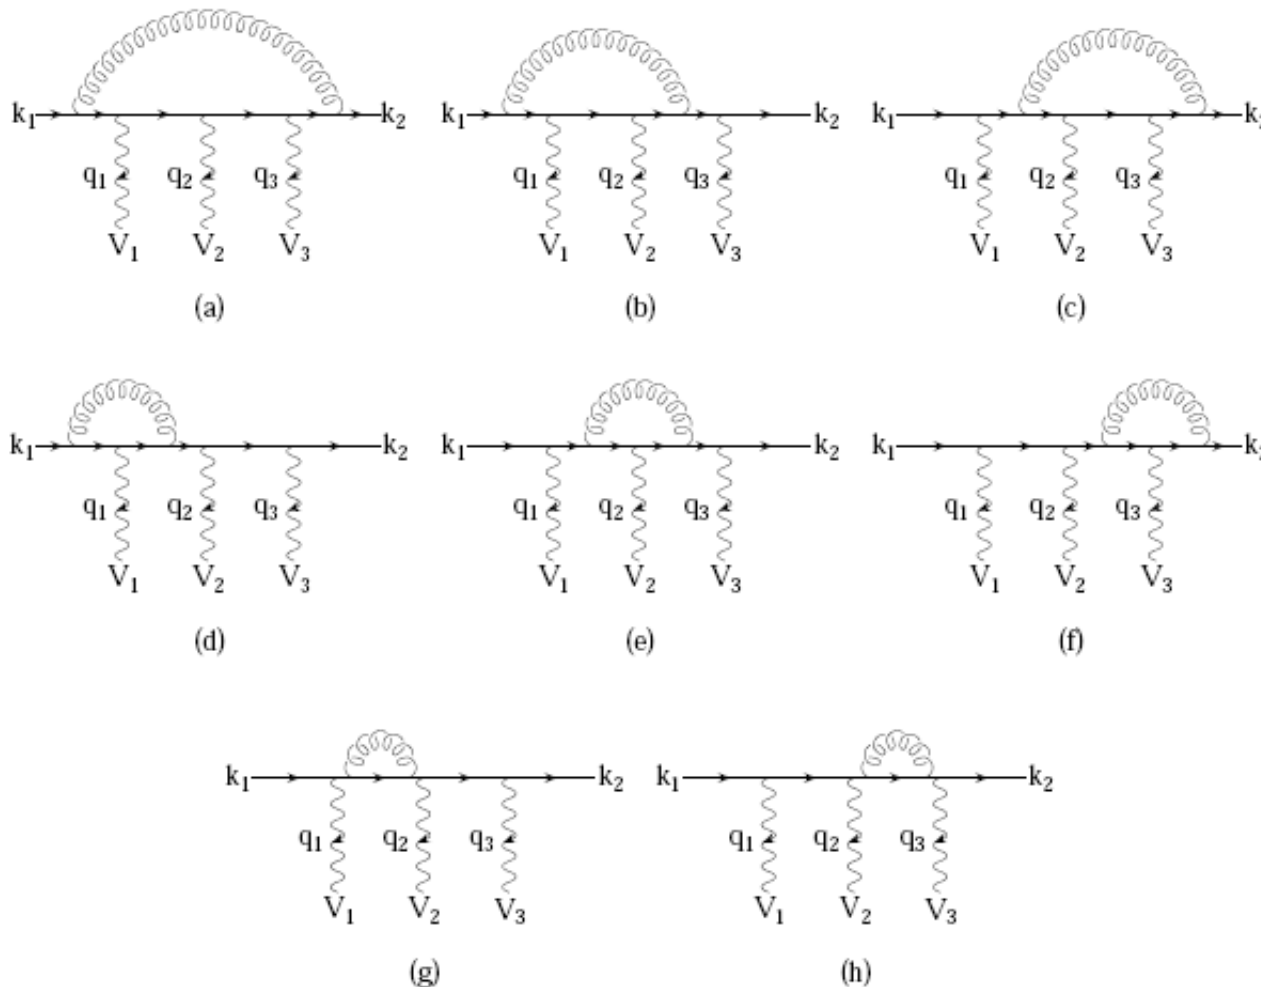 k₁ k₂ k₁ k₂ k₁ k₂
q₁ q₂ q₃ q₁ q₂ q₃ q₁ q₂ q₃
V₁ V₂ V₃ V₁ V₂ V₃ V₁ V₂ V₃
(a) (b) (c)
k₁ k₂ k₁ k₂ k₁ k₂
q₁ q₂ q₃ q₁ q₂ q₃ q₁ q₂ q₃
V₁ V₂ V₃ V₁ V₂ V₃ V₁ V₂ V₃
(d) (e) (f)
k₁ k₂ k₁ k₂
q₁ q₂ q₃ q₁ q₂ q₃
V₁ V₂ V₃ V₁ V₂ V₃
(g) (h)